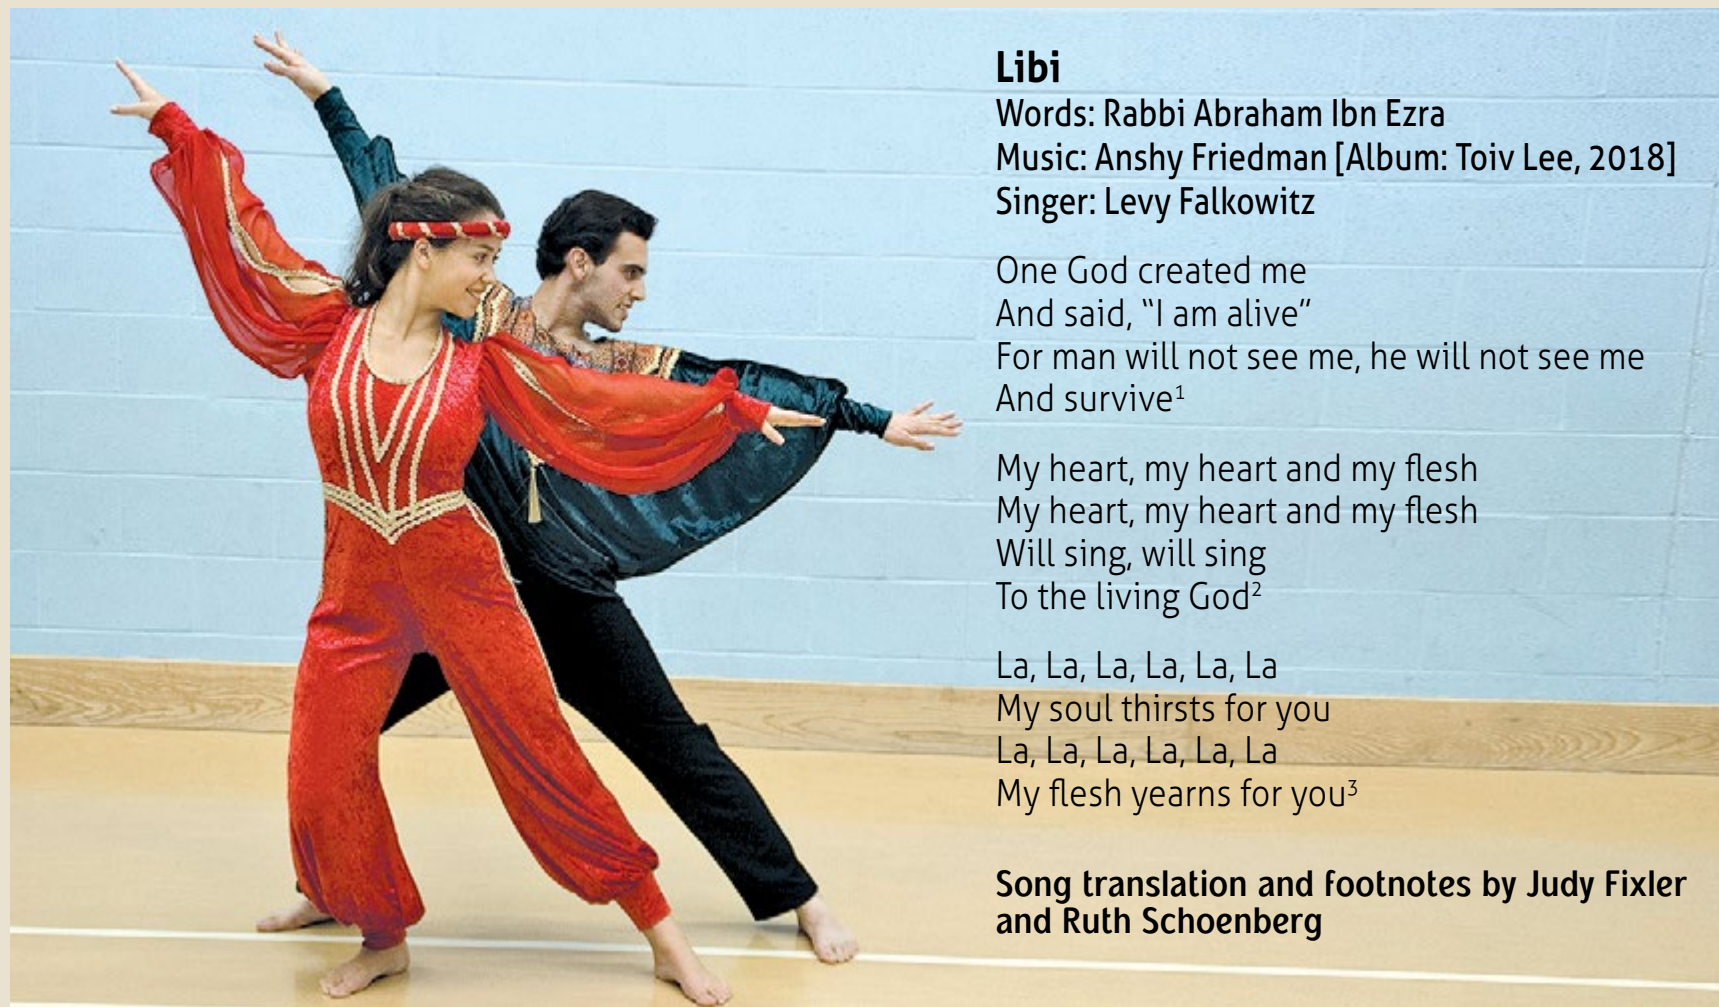 Libi
Words: Rabbi Abraham Ibn Ezra
Music: Anshy Friedman [Album: Toiv Lee, 2018]
Singer: Levy Falkowitz
One God created me
And said, “I am alive”
For man will not see me, he will not see me
And survive¹
My heart, my heart and my flesh
My heart, my heart and my flesh
Will sing, will sing
To the living God²
La, La, La, La, La, La
My soul thirsts for you
La, La, La, La, La, La
My flesh yearns for you³
Song translation and footnotes by Judy Fixler
and Ruth Schoenberg